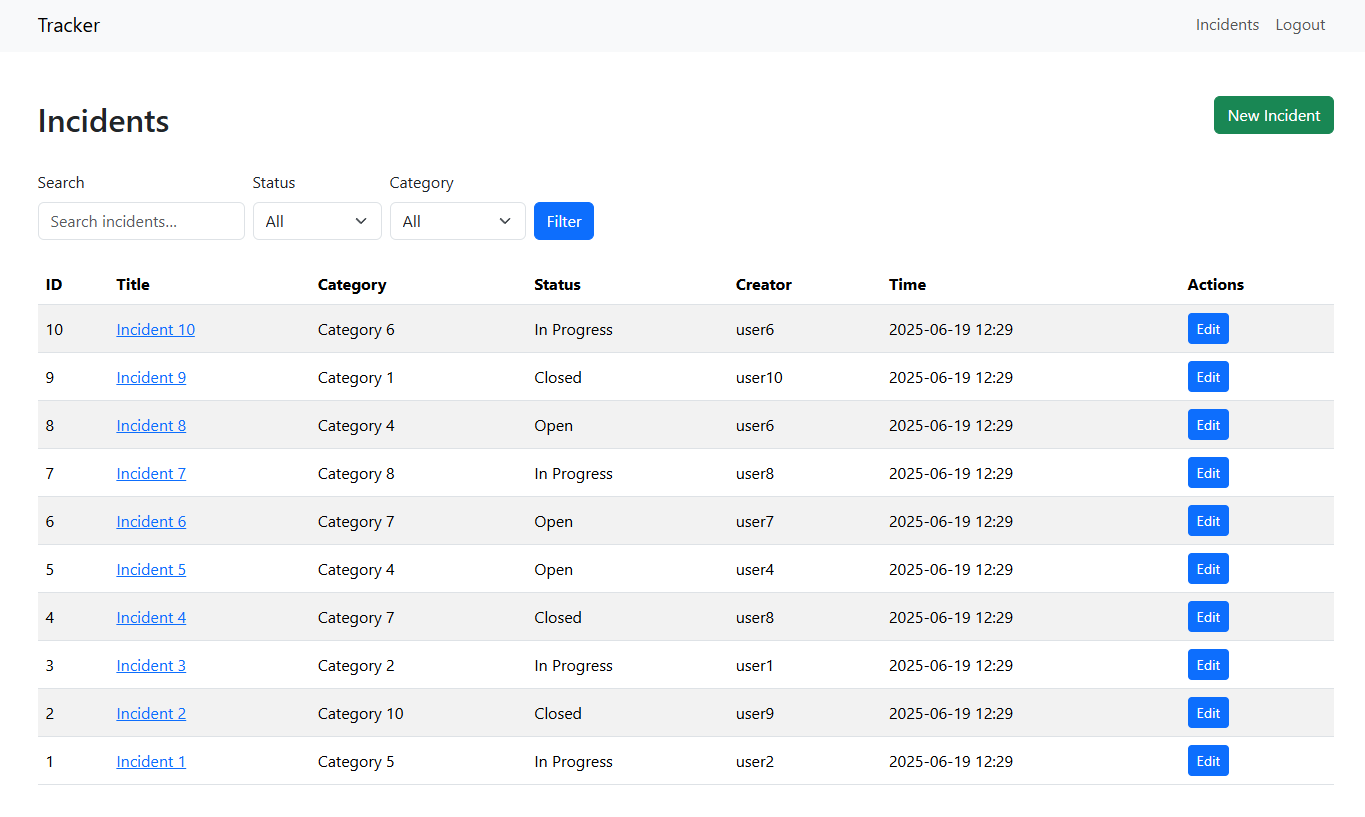 Tracker Incidents Logout
Incidents New Incident
Search Status Category
Search incidents... All All Filter
ID Title Category Status Creator Time Actions
10 Incident 10 Category 6 In Progress user6 2025-06-19 12:29 Edit
9 Incident 9 Category 1 Closed user10 2025-06-19 12:29 Edit
8 Incident 8 Category 4 Open user6 2025-06-19 12:29 Edit
7 Incident 7 Category 8 In Progress user8 2025-06-19 12:29 Edit
6 Incident 6 Category 7 Open user7 2025-06-19 12:29 Edit
5 Incident 5 Category 4 Open user4 2025-06-19 12:29 Edit
4 Incident 4 Category 7 Closed user8 2025-06-19 12:29 Edit
3 Incident 3 Category 2 In Progress user1 2025-06-19 12:29 Edit
2 Incident 2 Category 10 Closed user9 2025-06-19 12:29 Edit
1 Incident 1 Category 5 In Progress user2 2025-06-19 12:29 Edit